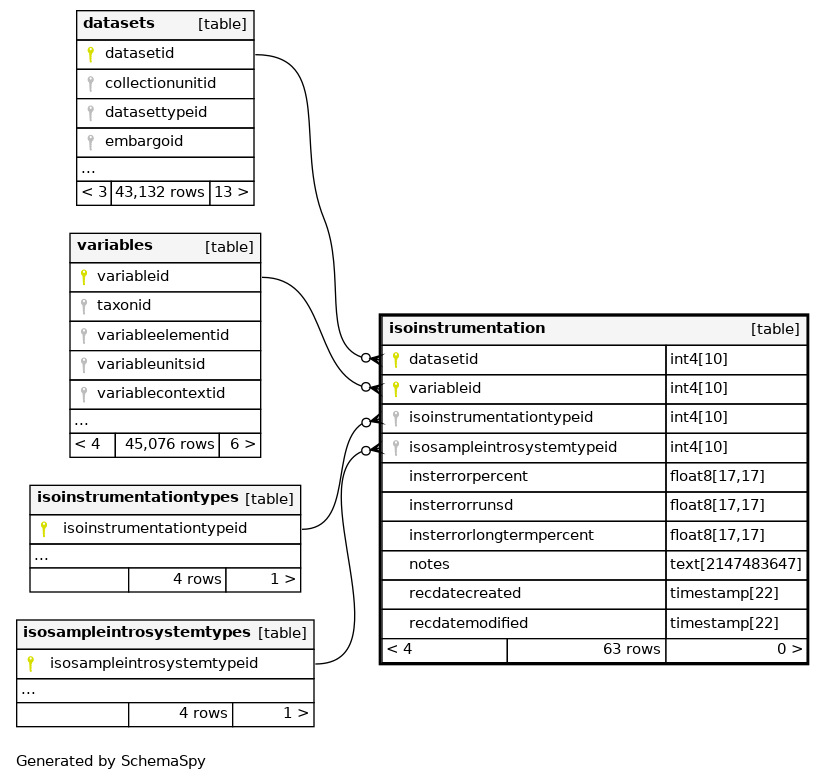 datasets [table]
datasetid
collectionunitid
datasettypeid
embargoid
...
< 3 43,132 rows 13 >
variables [table]
variableid
taxonid
variableelementid
variableunitsid
variablecontextid
...
< 4 45,076 rows 6 >
isoinstrumentationtypes [table]
isoinstrumentationtypeid
...
4 rows 1 >
isosampleintrosystemtypes [table]
isosampleintrosystemtypeid
...
4 rows 1 >
isoinstrumentation [table]
datasetid int4[10]
variableid int4[10]
isoinstrumentationtypeid int4[10]
isosampleintrosystemtypeid int4[10]
insterrorpercent float8[17,17]
insterrorrunsd float8[17,17]
insterrorlongtermpercent float8[17,17]
notes text[2147483647]
recdatecreated timestamp[22]
recdatemodified timestamp[22]
< 4 63 rows 0 >
Generated by SchemaSpy